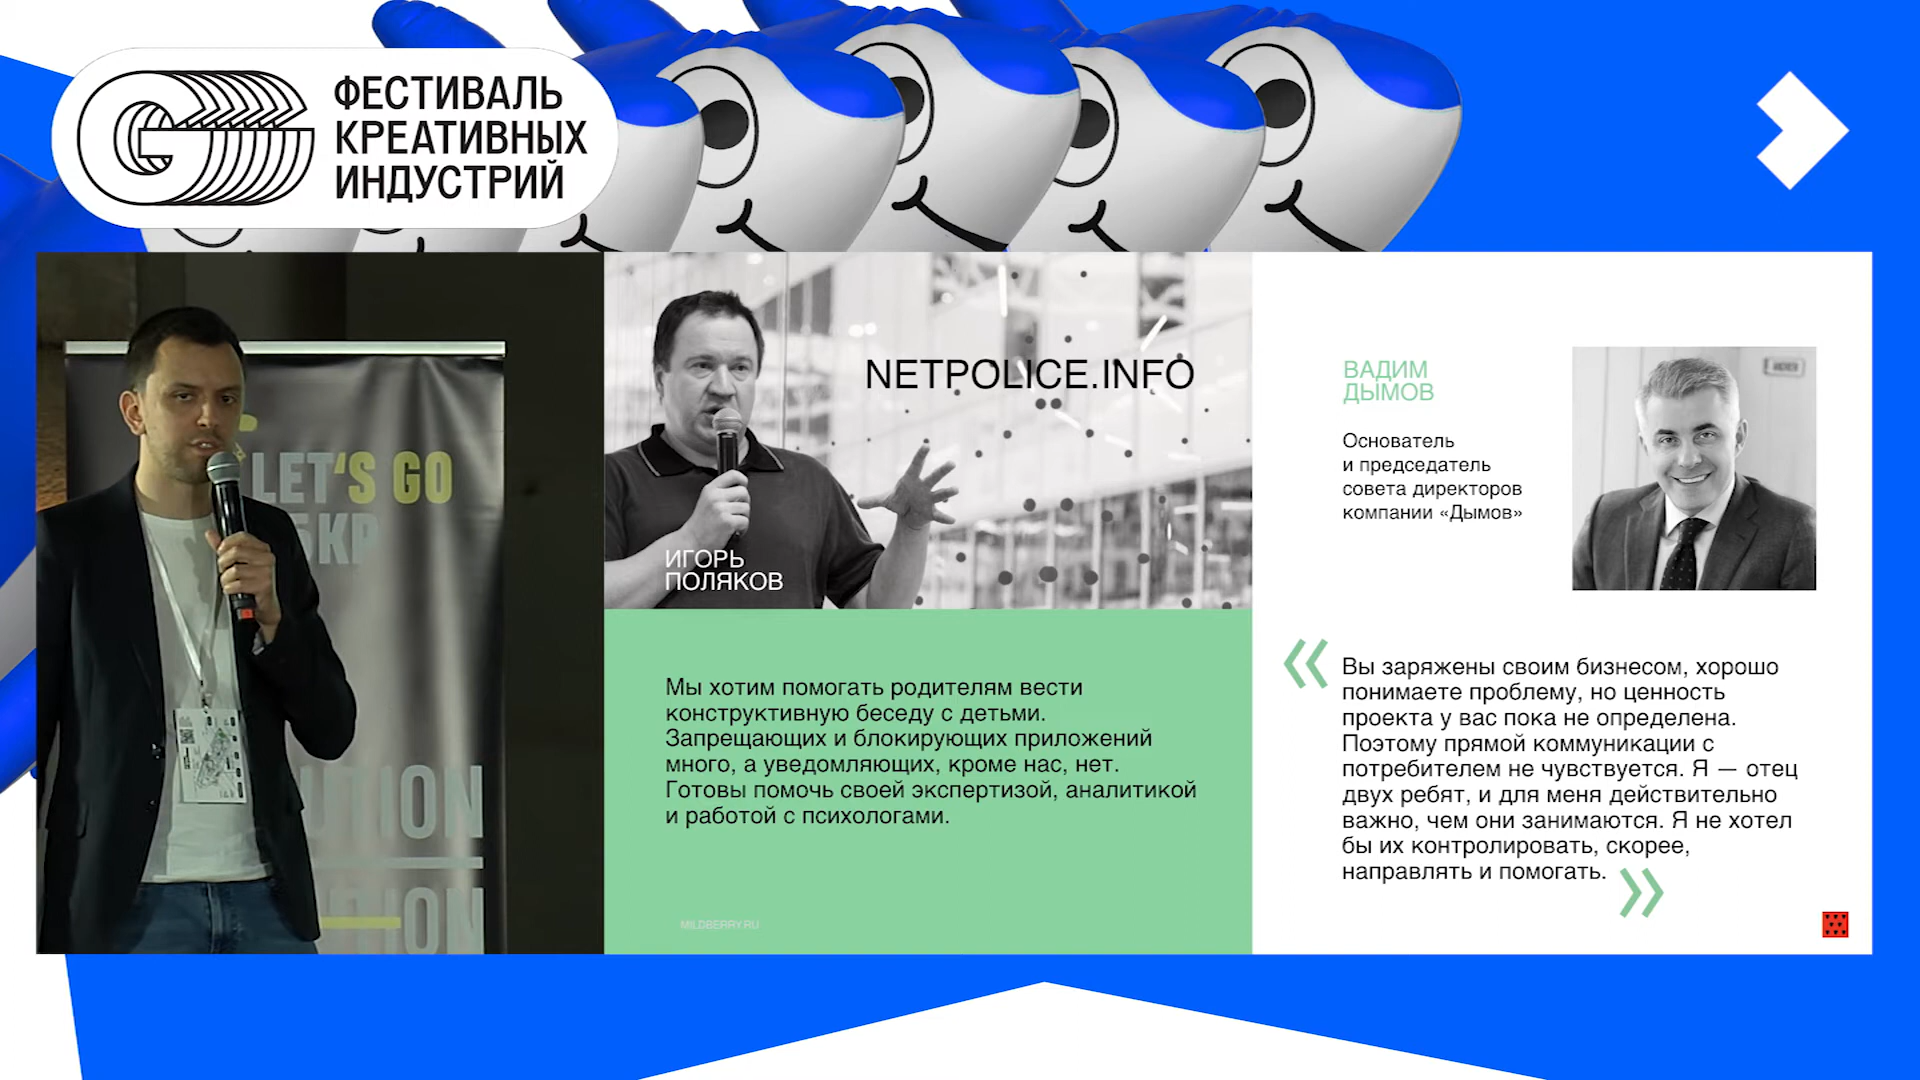 ФЕСТИВАЛЬ
КРЕАТИВНЫХ
ИНДУСТРИЙ
LET'S GO
NETPOLICE.INFO
ИГОРЬ
ПОЛЯКОВ
Мы хотим помогать родителям вести
конструктивную беседу с детьми.
Запрещающих и блокирующих приложений
много, а уведомляющих, кроме нас, нет.
Готовы помочь своей экспертизой, аналитикой
и работой с психологами.
MILDBERRY.RU
ВАДИМ
ДЫМОВ
Основатель
и председатель
совета директоров
компании «Дымов»
« Вы заряжены своим бизнесом, хорошо
понимаете проблему, но ценность
проекта у вас пока не определена.
Поэтому прямой коммуникации с
потребителем не чувствуется. Я — отец
двух ребят, и для меня действительно
важно, чем они занимаются. Я не хотел
бы их контролировать, скорее,
направлять и помогать. »